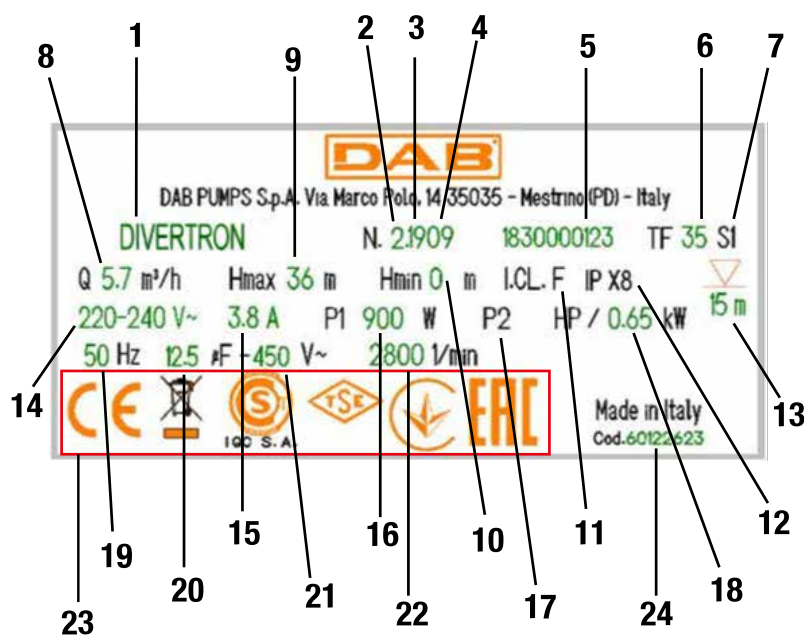 2 3 4
1 5 6 7
8 9
DAB
DAB PUMPS S.p.A. Via Marco Polo, 14 35035 - Mestrino (PD) - Italy
DIVERTRON N. 2.1909 1830000123 TF 35 S1
Q 5.7 m³/h Hmax 36 m Hmin 0 m I.CL. F IP X8
220-240 V~ 3.8 A P1 900 W P2 HP / 0.65 kW 15 m
50 Hz 12.5 µF - 450 V~ 2800 1/min
14 13
CE TSE EAC
IQC S.A.
Made in Italy
Cod. 60122623
15 16 10 11 12
19 20 21 22 17 18
23 24